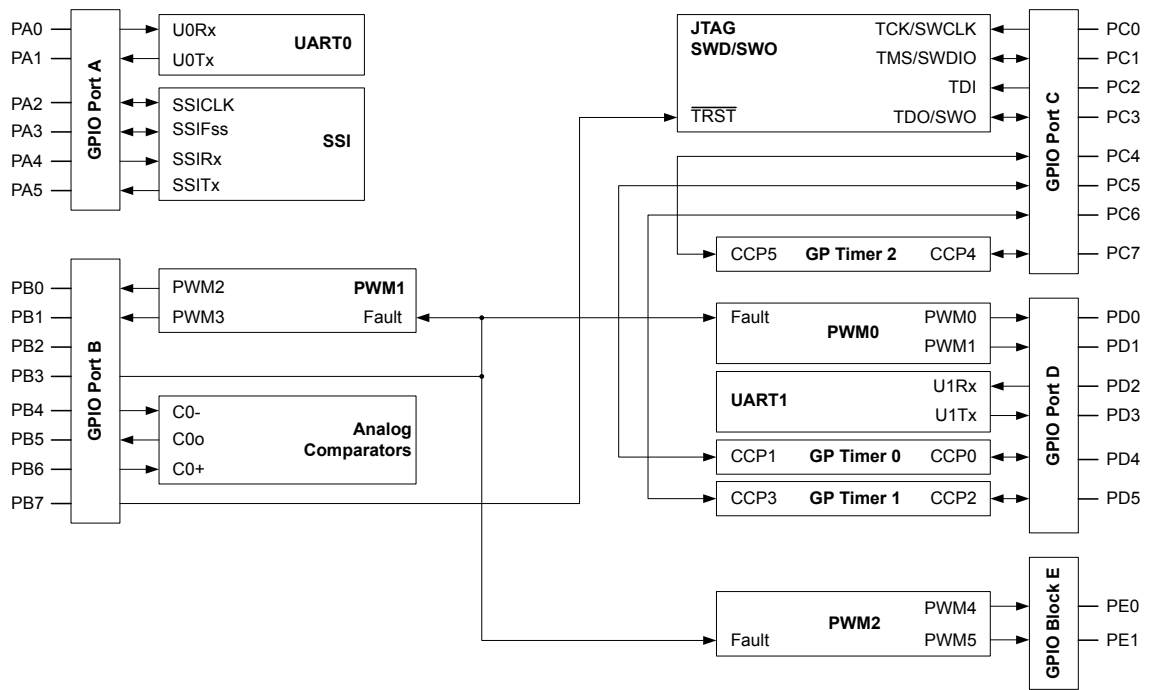 PA0
PA1
PA2
PA3
PA4
PA5
GPIO Port A
U0Rx
U0Tx
UART0
SSICLK
SSIFss
SSIRx
SSITx
SSI
JTAG
SWD/SWO
TRST
TCK/SWCLK
TMS/SWDIO
TDI
TDO/SWO
GPIO Port C
PC0
PC1
PC2
PC3
PC4
PC5
PC6
PC7
CCP5 GP Timer 2 CCP4
PB0
PB1
PB2
PB3
PB4
PB5
PB6
PB7
GPIO Port B
PWM2
PWM3
PWM1
Fault
C0-
C0o
C0+
Analog
Comparators
Fault
PWM0
PWM0
PWM1
UART1
U1Rx
U1Tx
CCP1 GP Timer 0 CCP0
CCP3 GP Timer 1 CCP2
GPIO Port D
PD0
PD1
PD2
PD3
PD4
PD5
Fault
PWM2
PWM4
PWM5
GPIO Block E
PE0
PE1